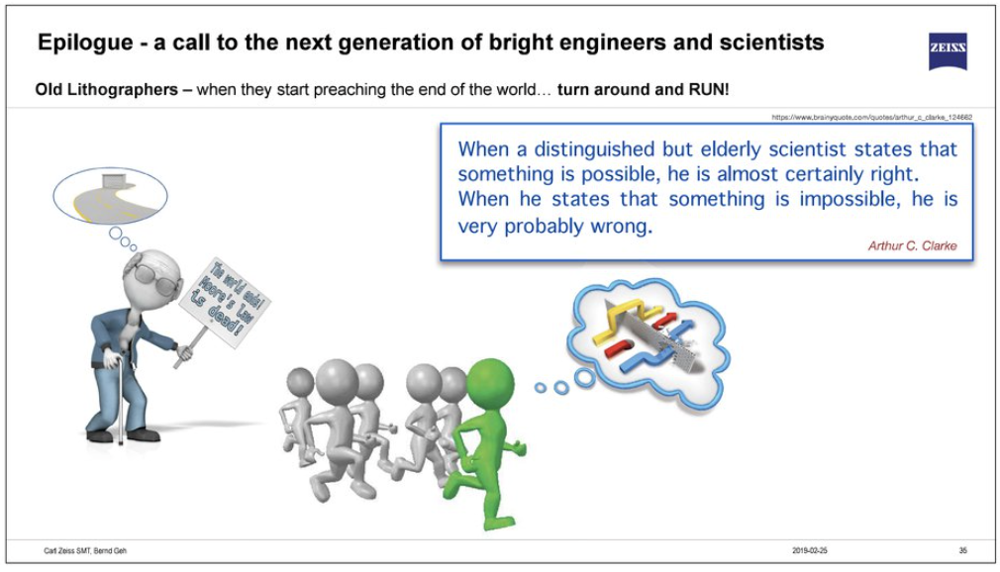 Epilogue - a call to the next generation of bright engineers and scientists
ZEISS
Old Lithographers – when they start preaching the end of the world… turn around and RUN!
https://www.brainyquote.com/quotes/arthur_c_clarke_124662
When a distinguished but elderly scientist states that
something is possible, he is almost certainly right.
When he states that something is impossible, he is
very probably wrong.
Arthur C. Clarke
The world ends!
Moore's Law
is dead!
Carl Zeiss SMT, Bernd Geh
2019-02-25
35